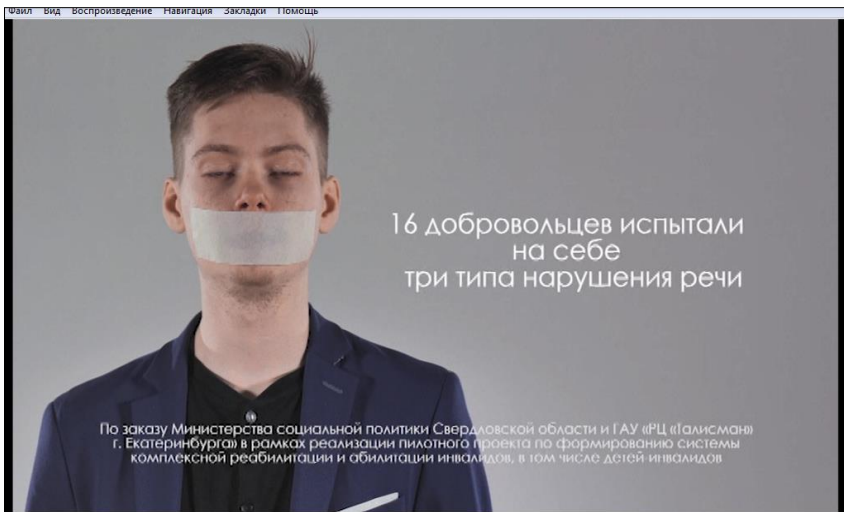 Файл Вид Воспроизведение Навигация Закладки Помощь
16 добровольцев испытали
на себе
три типа нарушения речи
По заказу Министерства социальной политики Свердловской области и ГАУ «РЦ «Талисман»
г. Екатеринбурга» в рамках реализации пилотного проекта по формированию системы
комплексной реабилитации и абилитации инвалидов, в том числе детей-инвалидов